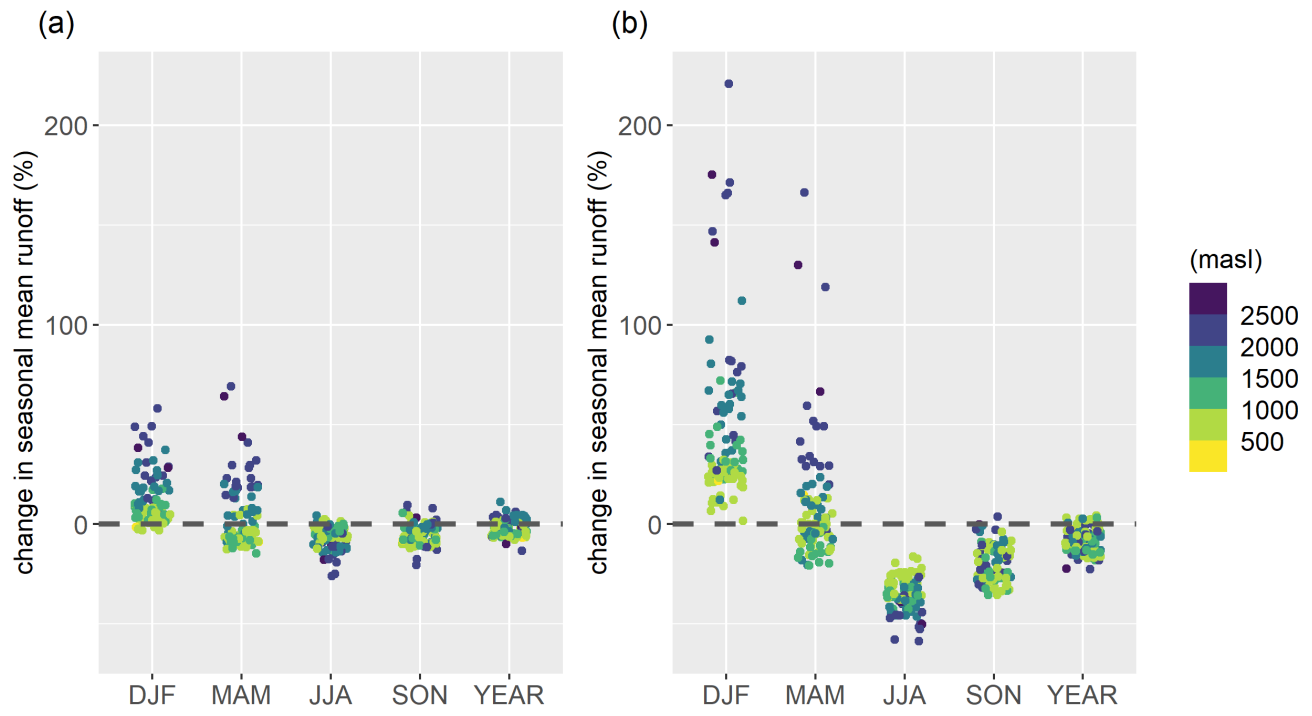 (a)
change in seasonal mean runoff (%)
200
100
0
DJF MAM JJA SON YEAR
(b)
change in seasonal mean runoff (%)
200
100
0
DJF MAM JJA SON YEAR
(masl)
2500
2000
1500
1000
500